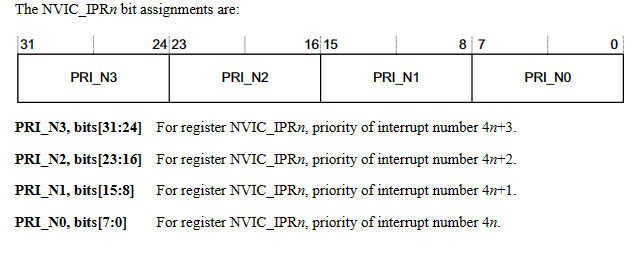 The NVIC_IPRn bit assignments are:
31 24 23 16 15 8 7 0
PRI_N3 PRI_N2 PRI_N1 PRI_N0
PRI_N3, bits[31:24] For register NVIC_IPRn, priority of interrupt number 4n+3.
PRI_N2, bits[23:16] For register NVIC_IPRn, priority of interrupt number 4n+2.
PRI_N1, bits[15:8] For register NVIC_IPRn, priority of interrupt number 4n+1.
PRI_N0, bits[7:0] For register NVIC_IPRn, priority of interrupt number 4n.